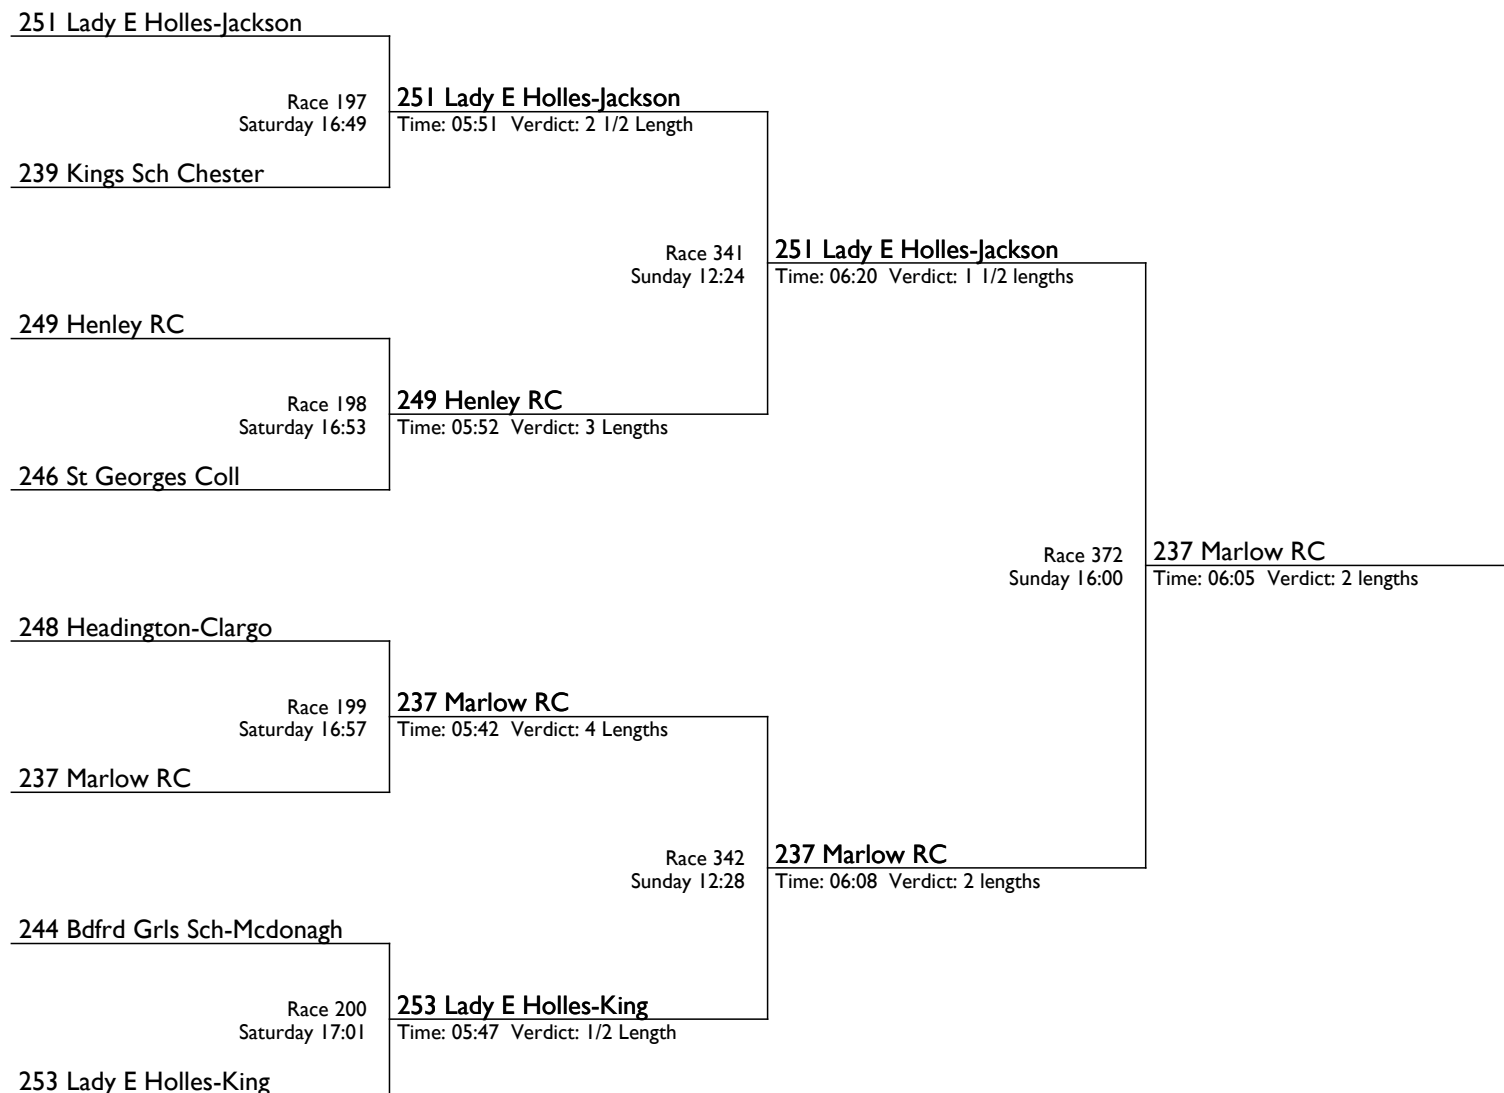 251 Lady E Holles-Jackson
Race 197
Saturday 16:49
251 Lady E Holles-Jackson
Time: 05:51 Verdict: 2 1/2 Length
239 Kings Sch Chester
Race 341
Sunday 12:24
251 Lady E Holles-Jackson
Time: 06:20 Verdict: 1 1/2 lengths
249 Henley RC
Race 198
Saturday 16:53
249 Henley RC
Time: 05:52 Verdict: 3 Lengths
246 St Georges Coll
Race 372
Sunday 16:00
237 Marlow RC
Time: 06:05 Verdict: 2 lengths
248 Headington-Clargo
Race 199
Saturday 16:57
237 Marlow RC
Time: 05:42 Verdict: 4 Lengths
237 Marlow RC
Race 342
Sunday 12:28
237 Marlow RC
Time: 06:08 Verdict: 2 lengths
244 Bdfrd Grls Sch-Mcdonagh
Race 200
Saturday 17:01
253 Lady E Holles-King
Time: 05:47 Verdict: 1/2 Length
253 Lady E Holles-King